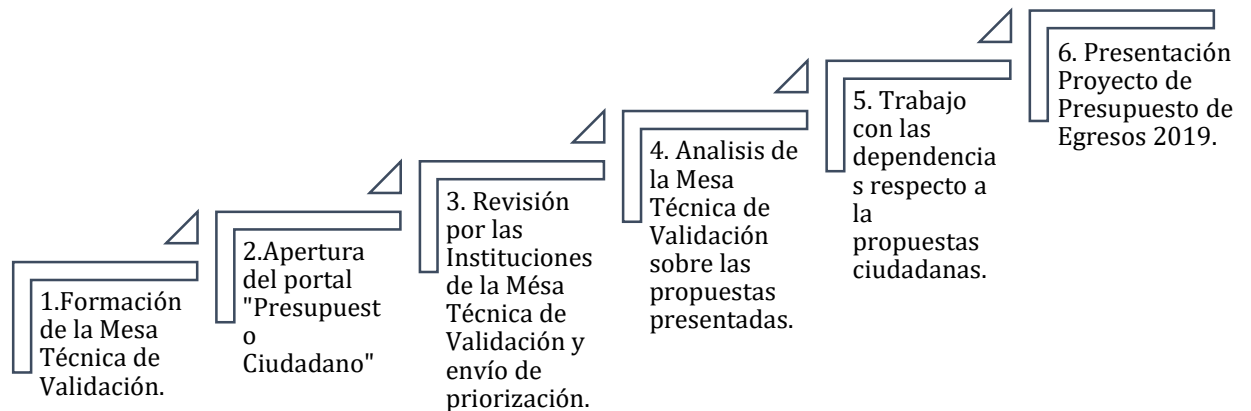 1.Formación
de la Mesa
Técnica de
Validación.
2.Apertura
del portal
"Presupuest
o
Ciudadano"
3. Revisión
por las
Instituciones
de la Mésa
Técnica de
Validación y
envío de
priorización.
4. Analisis de
la Mesa
Técnica de
Validación
sobre las
propuestas
presentadas.
5. Trabajo
con las
dependencia
s respecto a
la
propuestas
ciudadanas.
6. Presentación
Proyecto de
Presupuesto de
Egresos 2019.